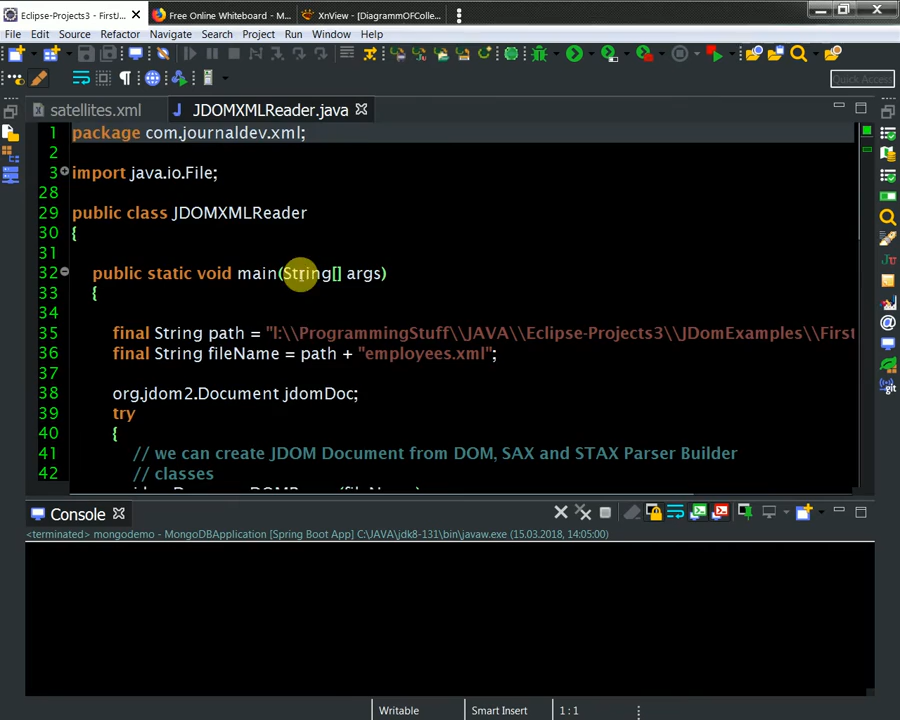 Eclipse-Projects3 - FirstJ...
Free Online Whiteboard - M...
XnView - [DiagrammOFColle...
File Edit Source Refactor Navigate Search Project Run Window Help
Quick Access
satellites.xml
JDOMXMLReader.java
1 package com.journaldev.xml;
2
3 import java.io.File;
28
29 public class JDOMXMLReader
30 {
31
32 public static void main(String[] args)
33 {
34
35 final String path = "I:\\ProgrammingStuff\\JAVA\\Eclipse-Projects3\\JDomExamples\\First
36 final String fileName = path + "employees.xml";
37
38 org.jdom2.Document jdomDoc;
39 try
40 {
41 // we can create JDOM Document from DOM, SAX and STAX Parser Builder
42 // classes
Console
<terminated> mongodemo - MongoDBApplication [Spring Boot App] C:\JAVA\jdk8-131\bin\javaw.exe (15.03.2018, 14:05:00)
Writable Smart Insert 1 : 1